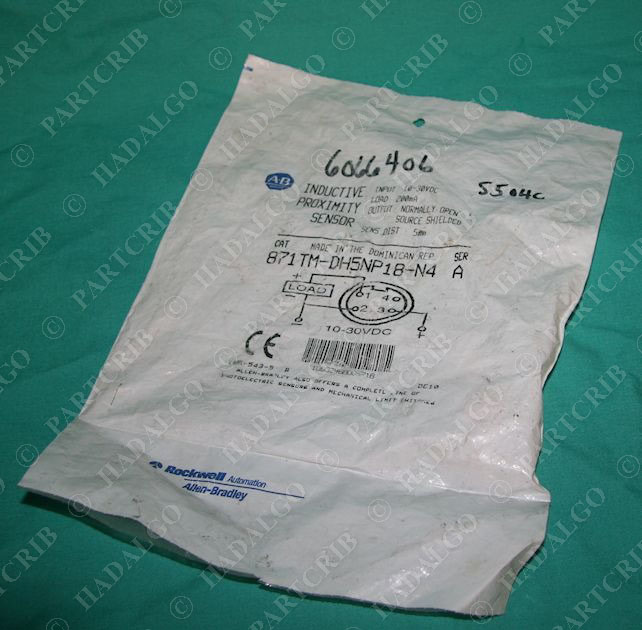 6066406
5504C
AB
INDUCTIVE PROXIMITY SENSOR
INPUT 10-30VDC
LOAD 200mA
OUTPUT NORMALLY OPEN
SOURCE SHIELDED
SENS DIST 5mm
MADE IN THE DOMINICAN REP.
CAT SER
871TM-DH5NP18-N4 A
+
LOAD
1 4
2 3
10-30VDC
CE
DE10
ALLEN-BRADLEY ALSO OFFERS A COMPLETE LINE OF
PHOTOELECTRIC SENSORS AND MECHANICAL LIMIT SWITCHES
Rockwell Automation
Allen-Bradley
© PARTCRIB
© HADALGO